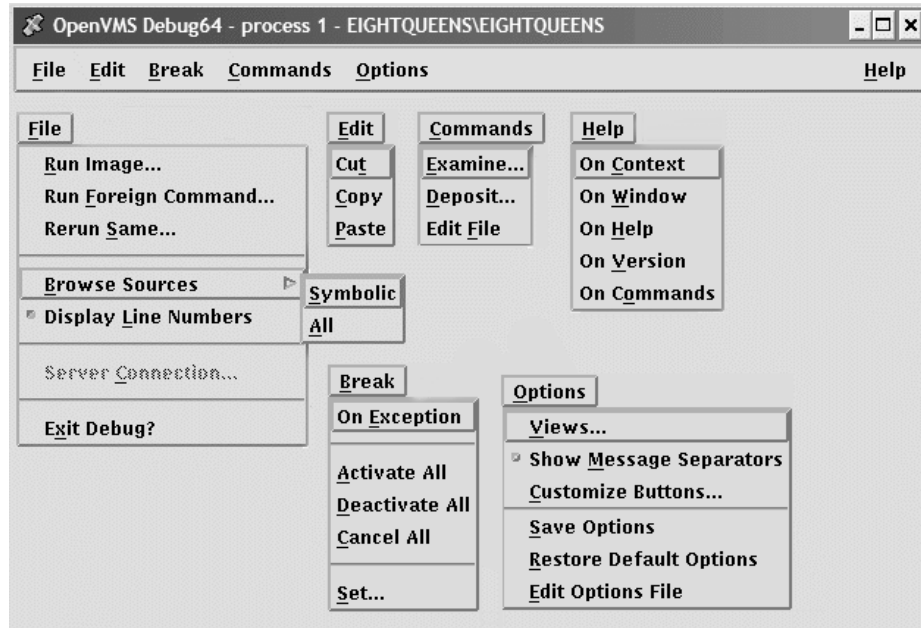 OpenVMS Debug64 - process 1 - EIGHTQUEENS\EIGHTQUEENS
File Edit Break Commands Options Help
File
Run Image...
Run Foreign Command...
Rerun Same...
Browse Sources
Display Line Numbers
Server Connection...
Exit Debug?
Symbolic
All
Edit
Cut
Copy
Paste
Commands
Examine...
Deposit...
Edit File
Help
On Context
On Window
On Help
On Version
On Commands
Break
On Exception
Activate All
Deactivate All
Cancel All
Set...
Options
Views...
Show Message Separators
Customize Buttons...
Save Options
Restore Default Options
Edit Options File